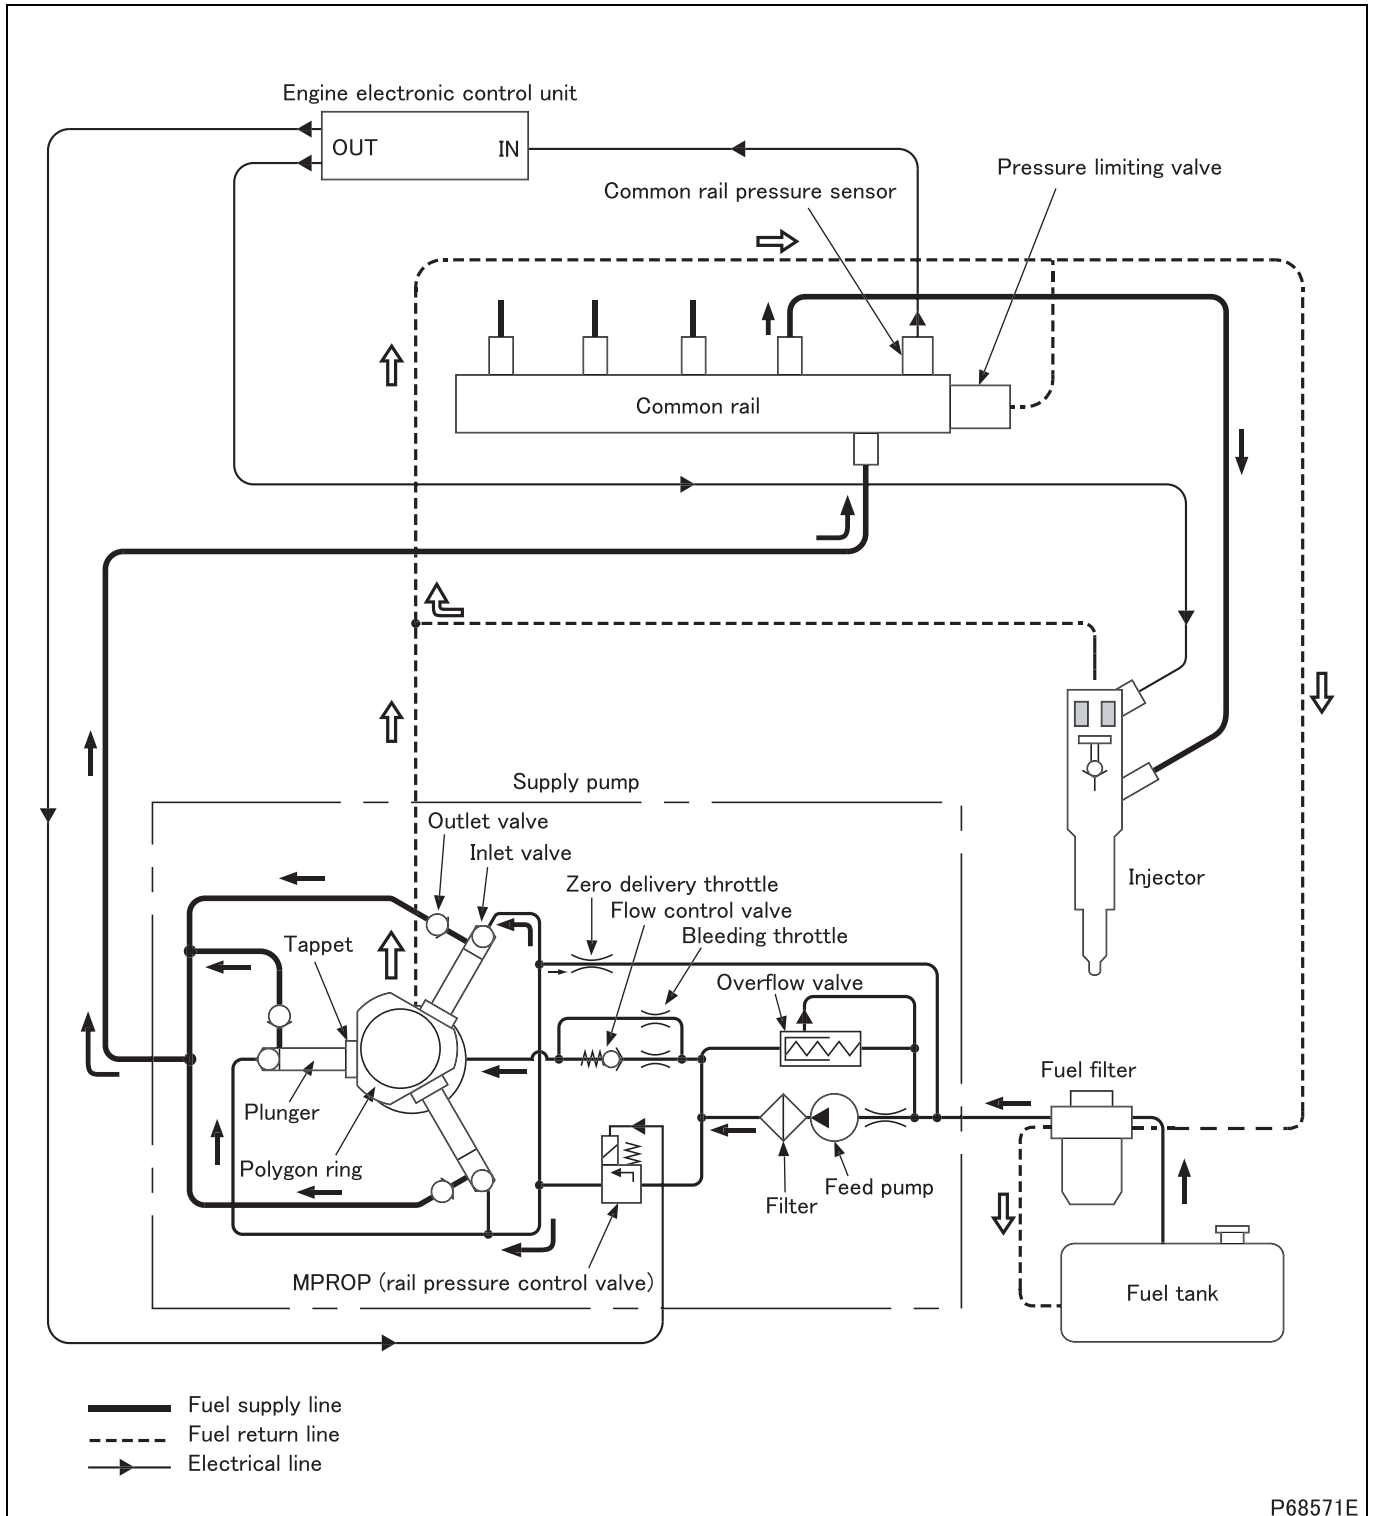 Engine electronic control unit
OUT
IN
Pressure limiting valve
Common rail pressure sensor
Common rail
Supply pump
Outlet valve
Inlet valve
Zero delivery throttle
Flow control valve
Bleeding throttle
Tappet
Overflow valve
Injector
Fuel filter
Plunger
Polygon ring
Feed pump
Filter
MPROP (rail pressure control valve)
Fuel tank
Fuel supply line
Fuel return line
Electrical line
P68571E